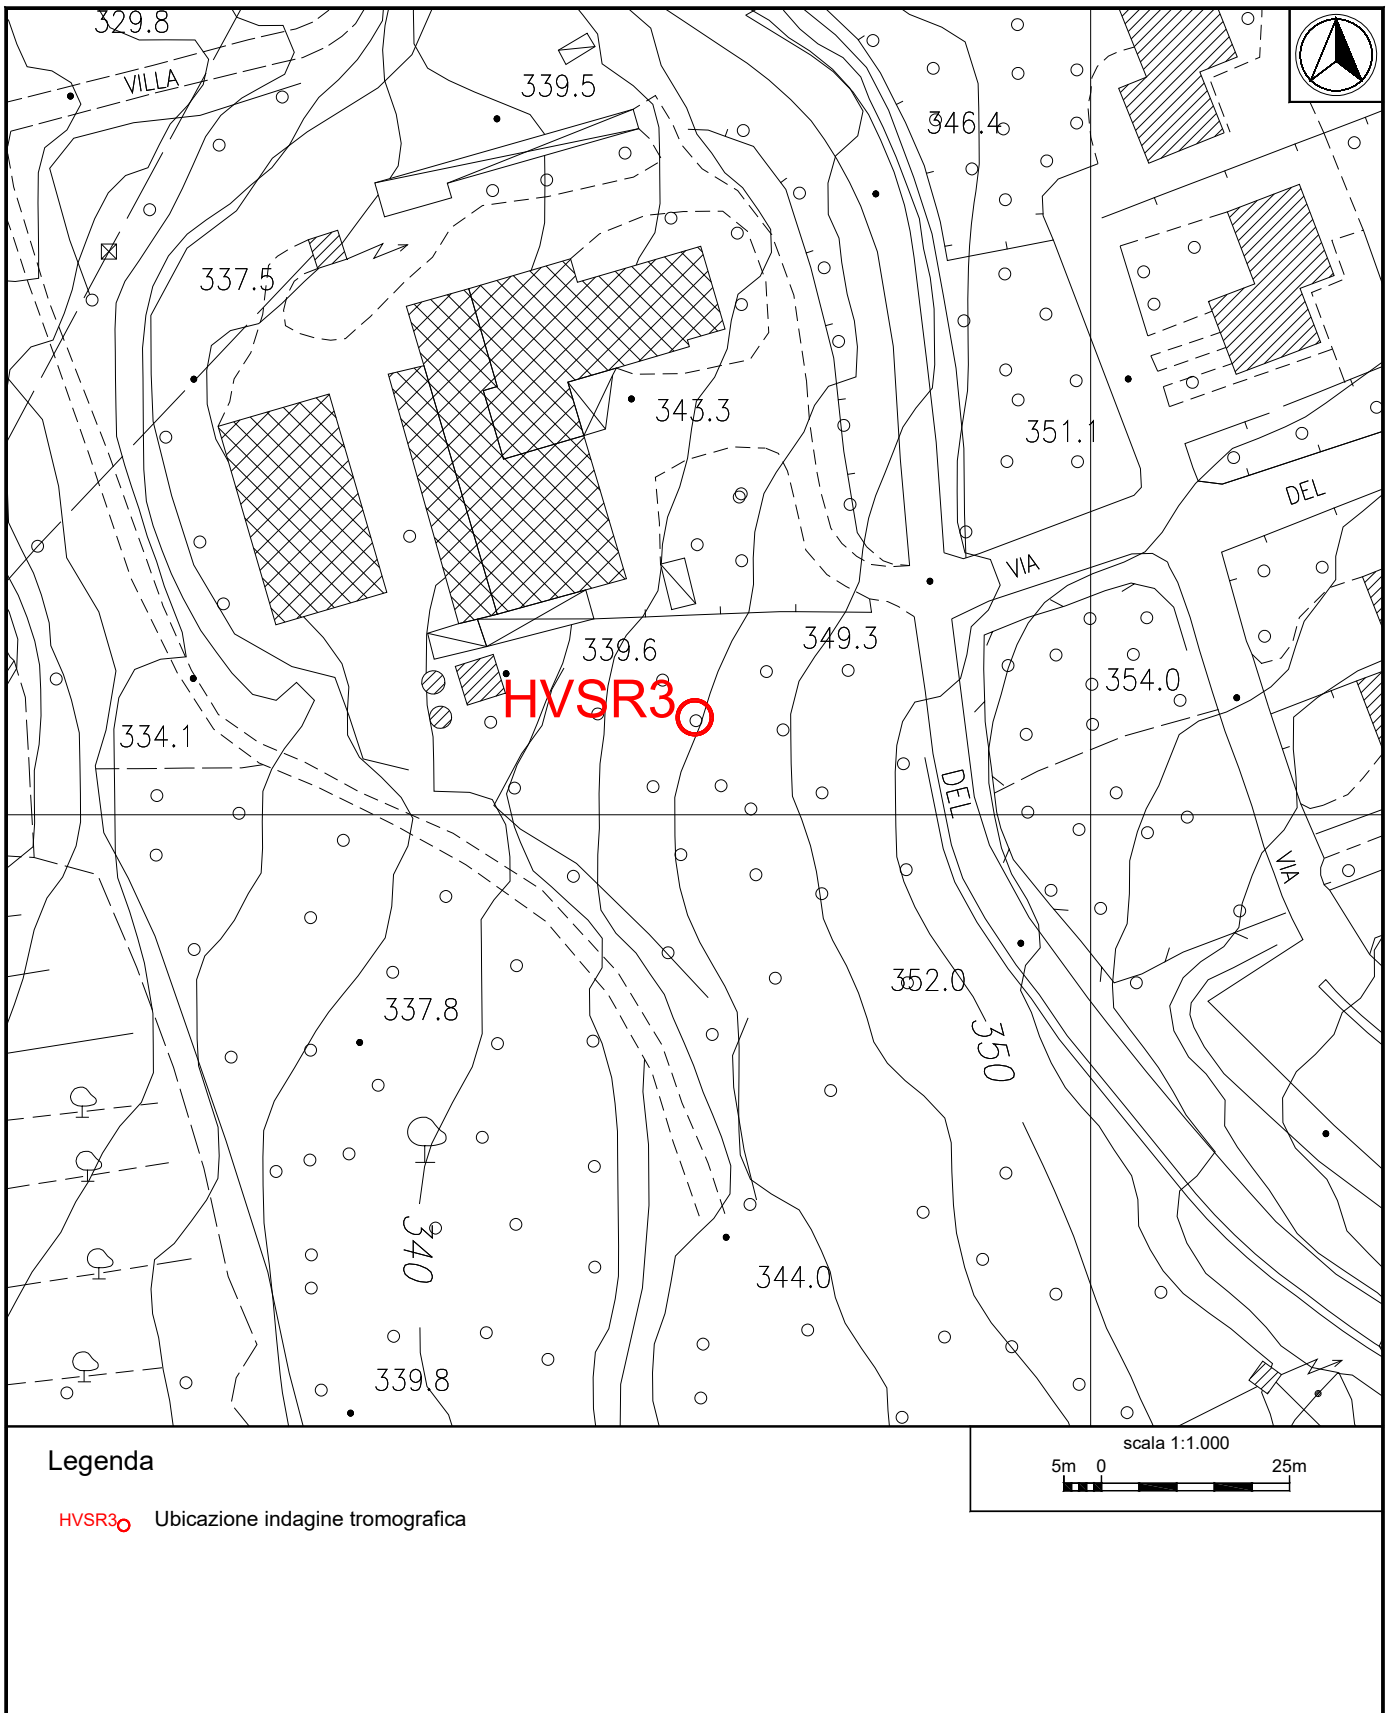 329.8
VILLA
339.5
346.4
337.5
343.3
351.1
DEL
VIA
339.6
349.3
354.0
HVSR3
334.1
DEL
VIA
352.0
337.8
350
340
344.0
339.8
Legenda
HVSR3 Ubicazione indagine tromografica
scala 1:1.000
5m 0 25m